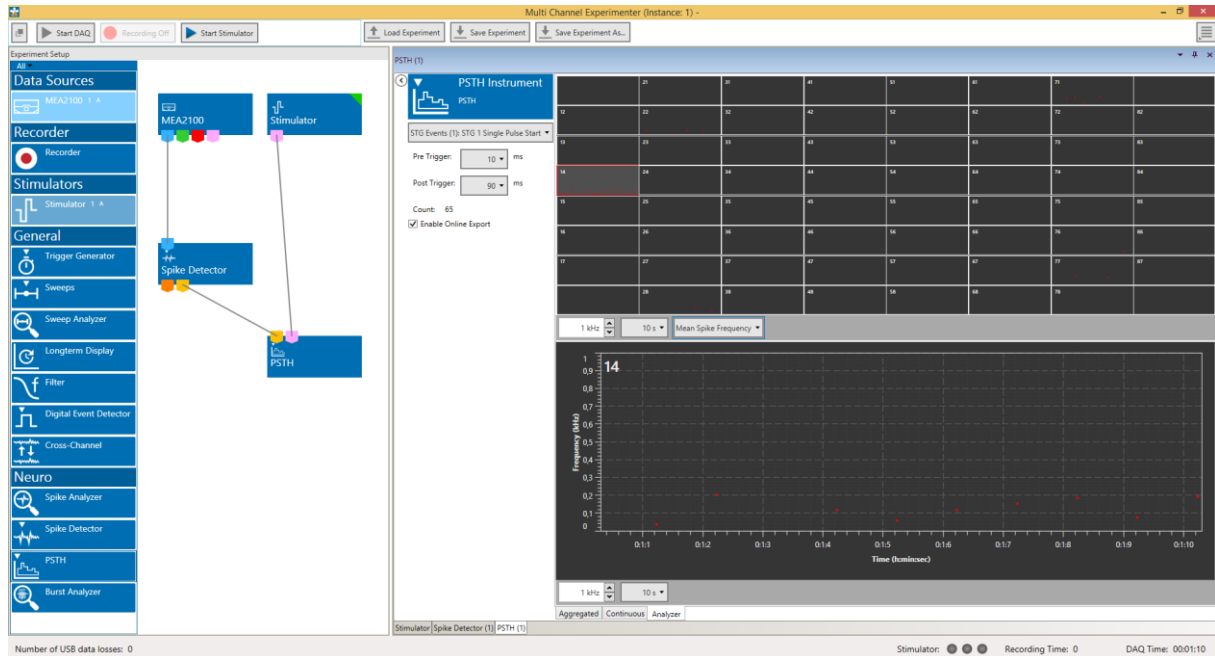 Multi Channel Experimenter (Instance: 1) -
Start DAQ Recording Off Start Stimulator Load Experiment Save Experiment Save Experiment As...
Experiment Setup
All
Data Sources
MEA2100 1 ^
Recorder
Recorder
Stimulators
Stimulator 1 ^
General
Trigger Generator
Sweeps
Sweep Analyzer
Longterm Display
Filter
Digital Event Detector
Cross-Channel
Neuro
Spike Analyzer
Spike Detector
PSTH
Burst Analyzer
MEA2100
Stimulator
Spike Detector
PSTH
PSTH (1)
PSTH Instrument
PSTH
STG Events (1): STG 1 Single Pulse Start
Pre Trigger: 10 ms
Post Trigger: 90 ms
Count: 65
Enable Online Export
21 31 41 51 61 71
12 22 32 42 52 62 72 82
13 23 33 43 53 63 73 83
14 24 34 44 54 64 74 84
15 25 35 45 55 65 75 85
16 26 36 46 56 66 76 86
17 27 37 47 57 67 77 87
28 38 48 58 68 78
1 kHz 10 s Mean Spike Frequency
14
Frequency (kHz)
1
0,9
0,8
0,7
0,6
0,5
0,4
0,3
0,2
0,1
0
0:1:1 0:1:2 0:1:3 0:1:4 0:1:5 0:1:6 0:1:7 0:1:8 0:1:9 0:1:10
Time (h:min:sec)
1 kHz 10 s
Aggregated Continuous Analyzer
Stimulator Spike Detector (1) PSTH (1)
Number of USB data losses: 0 Stimulator: Recording Time: 0 DAQ Time: 00:01:10